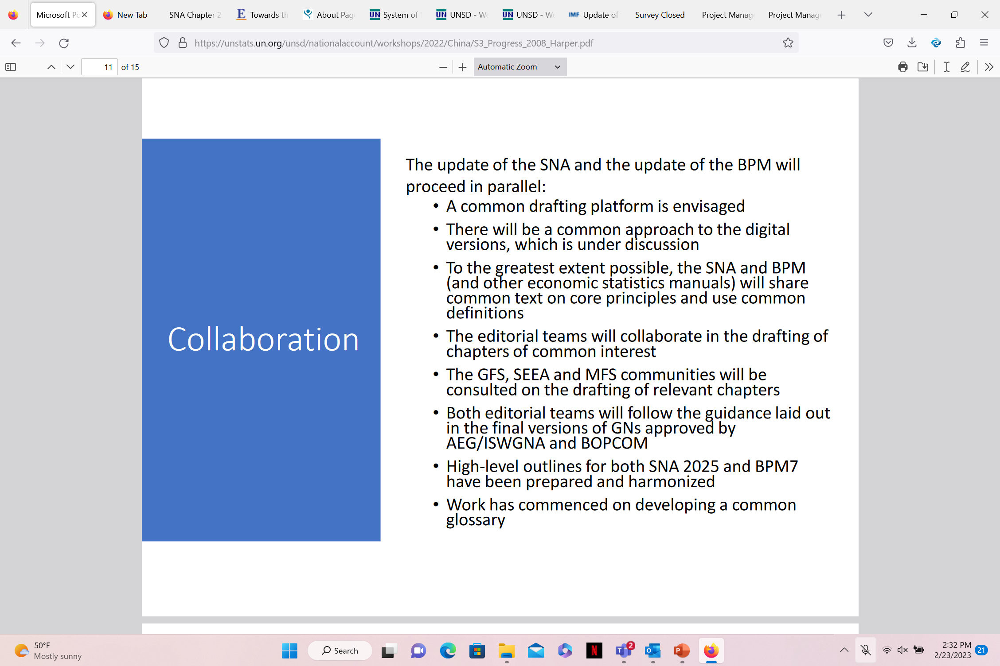 Microsoft Po
New Tab
SNA Chapter 2
Towards th
About Pag
UN System of
UN UNSD - We
UN UNSD - We
IMF Update of
Survey Closed
Project Manag
Project Manag
https://unstats.un.org/unsd/nationalaccount/workshops/2022/China/S3_Progress_2008_Harper.pdf
11 of 15
Automatic Zoom
Collaboration
The update of the SNA and the update of the BPM will
proceed in parallel:
• A common drafting platform is envisaged
• There will be a common approach to the digital
versions, which is under discussion
• To the greatest extent possible, the SNA and BPM
(and other economic statistics manuals) will share
common text on core principles and use common
definitions
• The editorial teams will collaborate in the drafting of
chapters of common interest
• The GFS, SEEA and MFS communities will be
consulted on the drafting of relevant chapters
• Both editorial teams will follow the guidance laid out
in the final versions of GNs approved by
AEG/ISWGNA and BOPCOM
• High-level outlines for both SNA 2025 and BPM7
have been prepared and harmonized
• Work has commenced on developing a common
glossary
50°F
Mostly sunny
Search
2
2:32 PM
2/23/2023
21